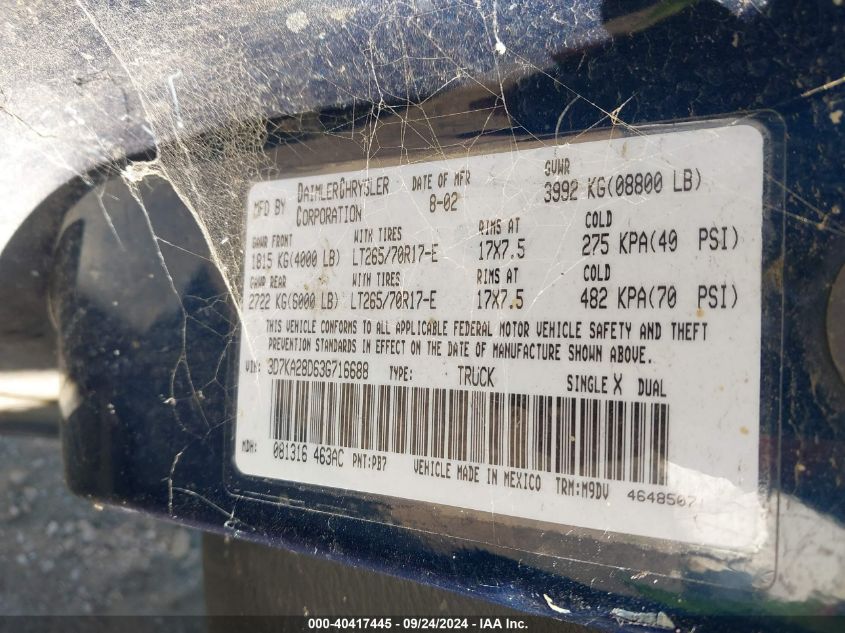 MFD BY DAIMLERCHRYSLER CORPORATION DATE OF MFR 8-02 GVWR 3992 KG(08800 LB)
GAWR FRONT WITH TIRES RIMS AT COLD
1815 KG(4000 LB) LT265/70R17-E 17X7.5 275 KPA(40 PSI)
GAWR REAR WITH TIRES RIMS AT COLD
2722 KG(6000 LB) LT265/70R17-E 17X7.5 482 KPA(70 PSI)
THIS VEHICLE CONFORMS TO ALL APPLICABLE FEDERAL MOTOR VEHICLE SAFETY AND THEFT
PREVENTION STANDARDS IN EFFECT ON THE DATE OF MANUFACTURE SHOWN ABOVE.
VIN: 3D7KA28D63G716688 TYPE: TRUCK SINGLE X DUAL
MDH: 081316 463AC PNT:PB7 VEHICLE MADE IN MEXICO TRM:M9DV 4648507
000-40417445 - 09/24/2024 - IAA Inc.